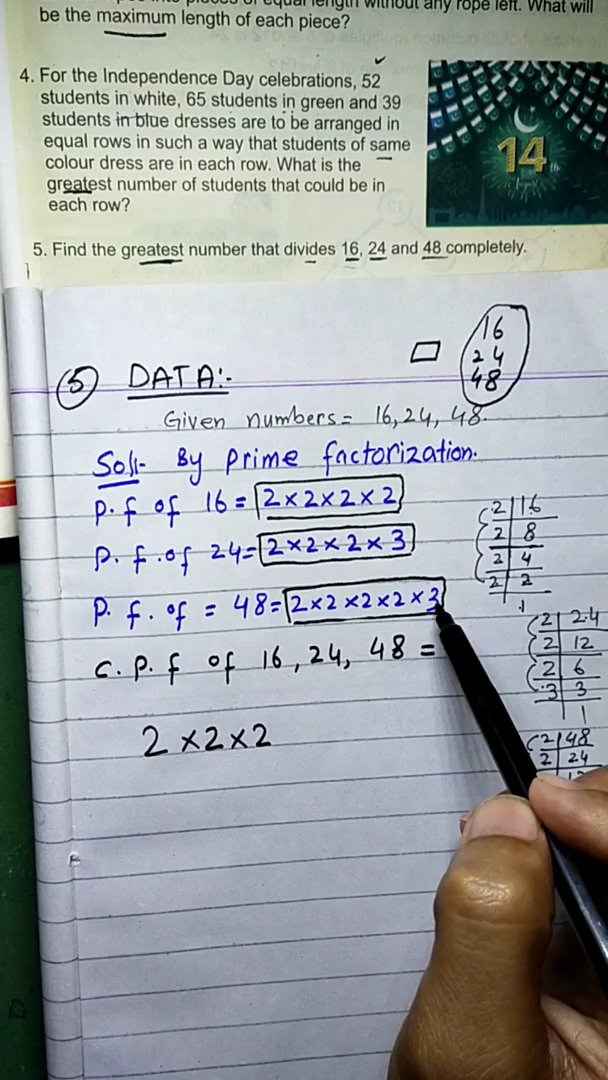 without any rope left. What will
be the maximum length of each piece?
4. For the Independence Day celebrations, 52
students in white, 65 students in green and 39
students in blue dresses are to be arranged in
equal rows in such a way that students of same
colour dress are in each row. What is the
greatest number of students that could be in
each row?
14
5. Find the greatest number that divides 16, 24 and 48 completely.
16
24
48
5 DATA:-
Given numbers= 16,24, 48.
Sol:- By prime factorization.
P.f of 16 = 2×2×2×2
P.f.of 24= 2×2×2×3
P.f.of = 48= 2×2×2×2×3
C.P.f of 16,24, 48 =
2×2×2
2 16
2 8
2 4
2 2
1
2 24
2 12
2 6
3 3
1
2 48
2 24